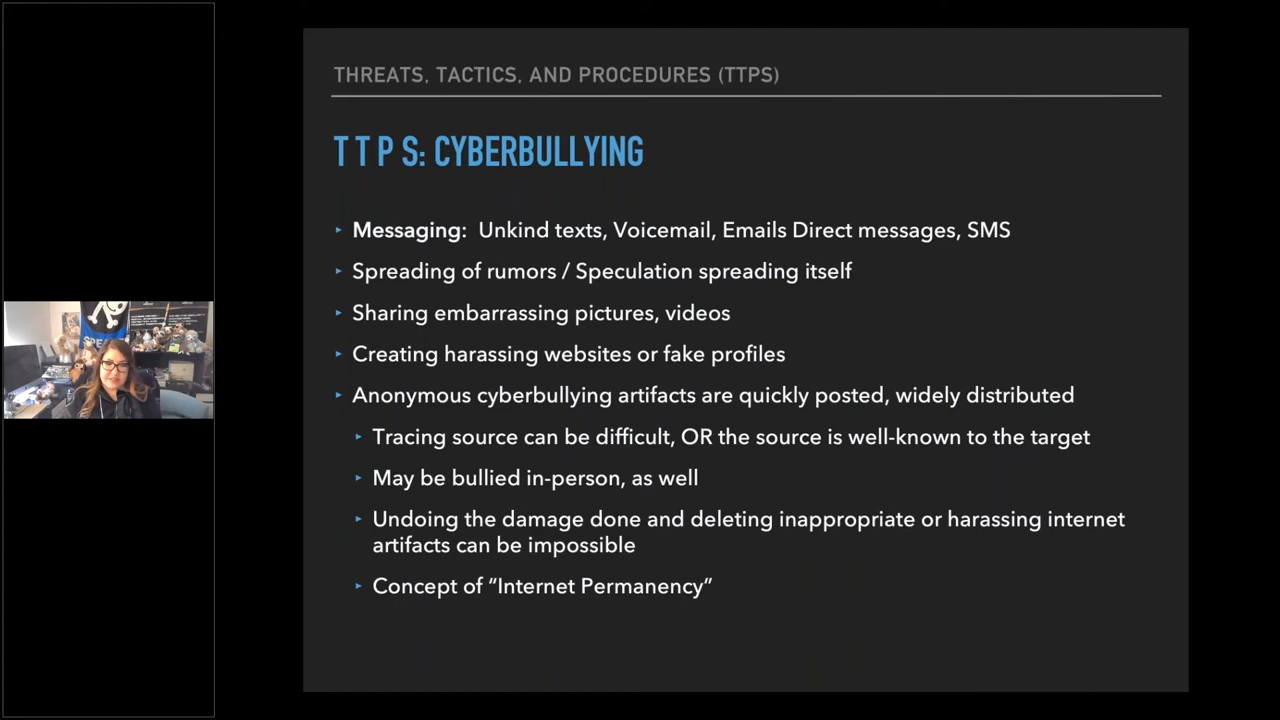 THREATS, TACTICS, AND PROCEDURES (TTPS)
T T P S: CYBERBULLYING
‣ Messaging: Unkind texts, Voicemail, Emails Direct messages, SMS
‣ Spreading of rumors / Speculation spreading itself
‣ Sharing embarrassing pictures, videos
‣ Creating harassing websites or fake profiles
‣ Anonymous cyberbullying artifacts are quickly posted, widely distributed
‣ Tracing source can be difficult, OR the source is well-known to the target
‣ May be bullied in-person, as well
‣ Undoing the damage done and deleting inappropriate or harassing internet
artifacts can be impossible
‣ Concept of “Internet Permanency”